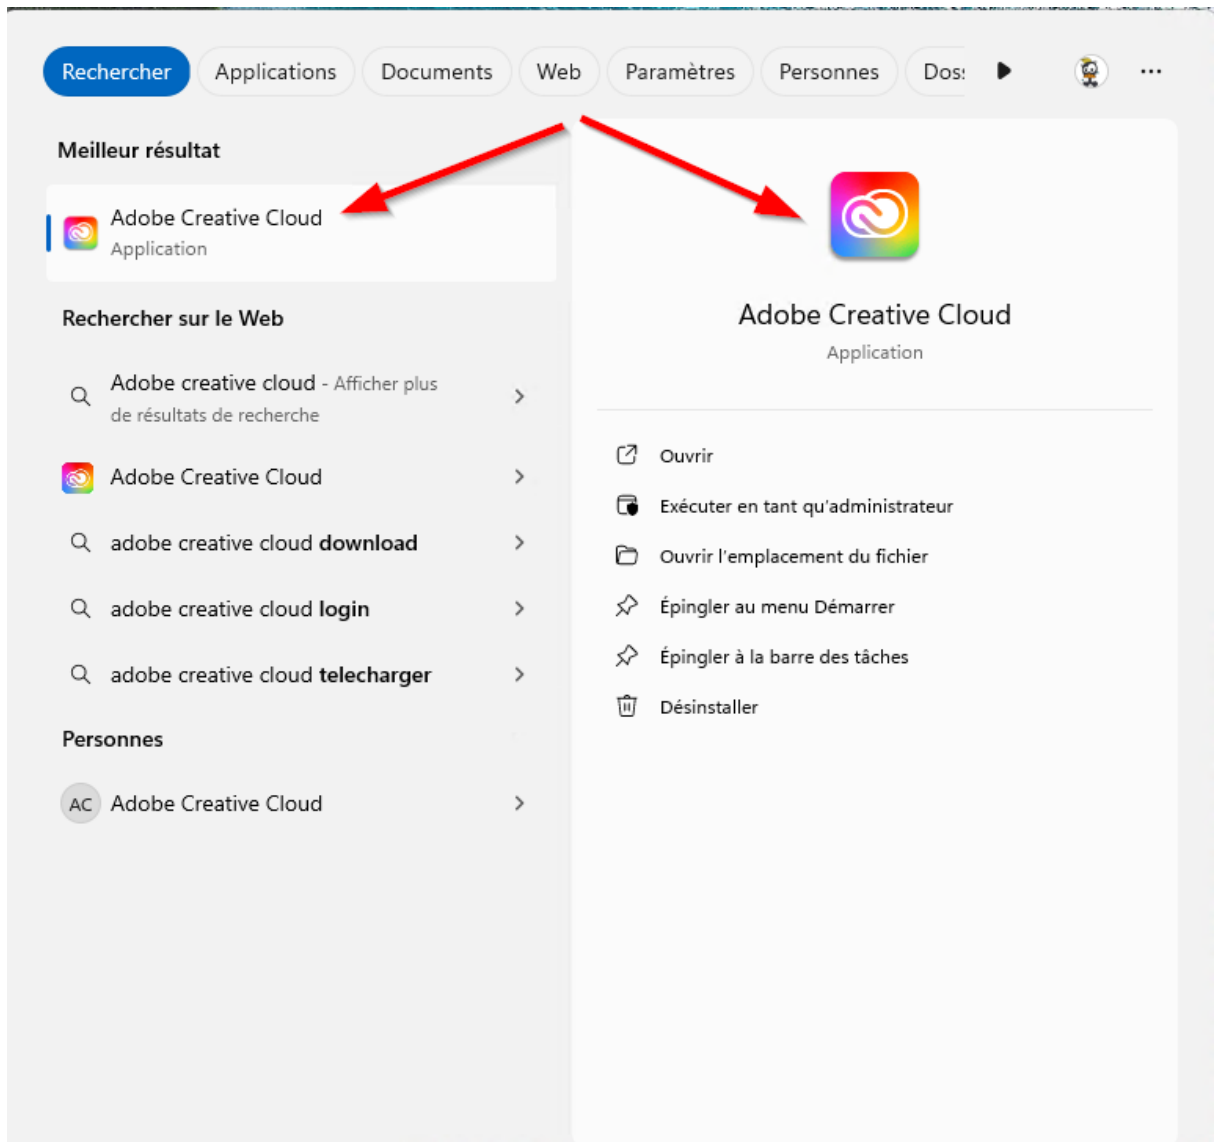 Rechercher Applications Documents Web Paramètres Personnes
Meilleur résultat
Adobe Creative Cloud
Application
Rechercher sur le Web
Adobe creative cloud - Afficher plus
de résultats de recherche
Adobe Creative Cloud
adobe creative cloud download
adobe creative cloud login
adobe creative cloud telecharger
Personnes
AC Adobe Creative Cloud
Adobe Creative Cloud
Application
Ouvrir
Exécuter en tant qu'administrateur
Ouvrir l'emplacement du fichier
Épingler au menu Démarrer
Épingler à la barre des tâches
Désinstaller